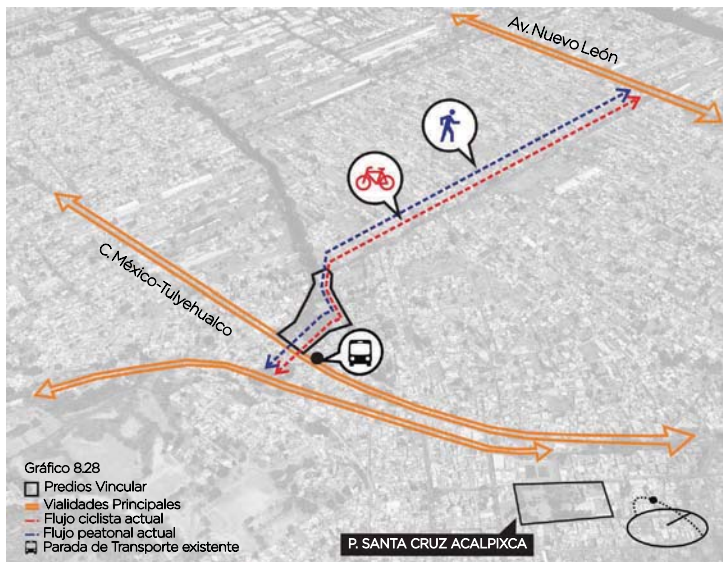 Av. Nuevo León
C. México-Tulyehualco
Gráfico 8.28
Predios Vincular
Vialidades Principales
Flujo ciclista actual
Flujo peatonal actual
Parada de Transporte existente
P. SANTA CRUZ ACALPIXCA